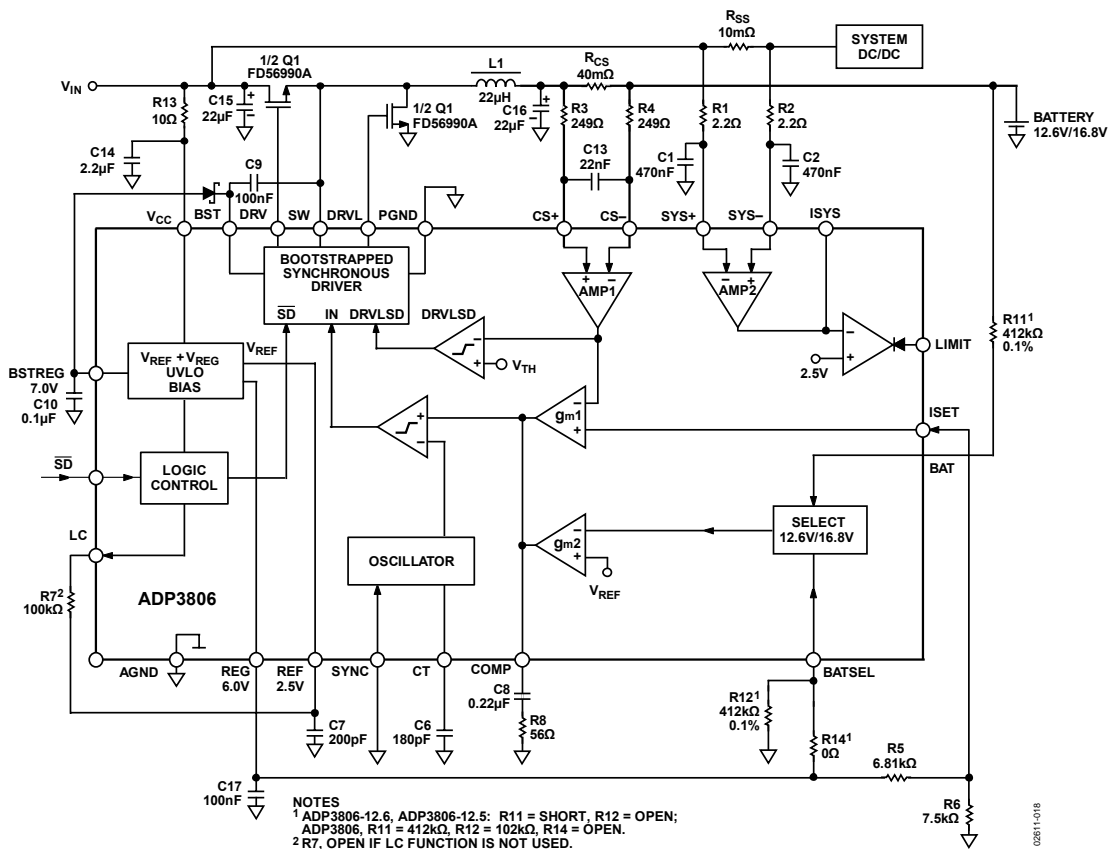 RSS
10mΩ
SYSTEM
DC/DC
VIN
R13
10Ω
C15
22µF
1/2 Q1
FD56990A
1/2 Q1
FD56990A
L1
22µH
C16
22µF
RCS
40mΩ
R3
249Ω
R4
249Ω
R1
2.2Ω
R2
2.2Ω
BATTERY
12.6V/16.8V
C14
2.2µF
C9
100nF
C13
22nF
C1
470nF
C2
470nF
VCC
BST
DRV
SW
DRVL
PGND
CS+
CS–
SYS+
SYS–
ISYS
BOOTSTRAPPED
SYNCHRONOUS
DRIVER
SD
IN
DRVLSD
DRVLSD
+
–
AMP1
–
+
AMP2
–
+
2.5V
LIMIT
R11¹
412kΩ
0.1%
–
+
VTH
BSTREG
7.0V
C10
0.1µF
VREF + VREG
UVLO
BIAS
VREF
+
–
–
gm1
+
ISET
BAT
SD
LOGIC
CONTROL
LC
R7²
100kΩ
OSCILLATOR
–
gm2
+
VREF
SELECT
12.6V/16.8V
ADP3806
AGND
REG
6.0V
REF
2.5V
SYNC
CT
COMP
BATSEL
C8
0.22µF
R8
56Ω
C7
200pF
C6
180pF
R12¹
412kΩ
0.1%
R14¹
0Ω
R5
6.81kΩ
R6
7.5kΩ
C17
100nF
NOTES
¹ ADP3806-12.6, ADP3806-12.5: R11 = SHORT, R12 = OPEN;
ADP3806, R11 = 412kΩ, R12 = 102kΩ, R14 = OPEN.
² R7, OPEN IF LC FUNCTION IS NOT USED.
02611-018